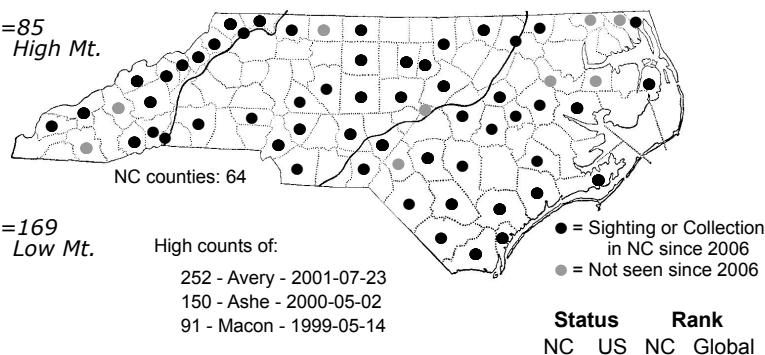 =85
High Mt.
NC counties: 64
=169
Low Mt.
High counts of:
252 - Avery - 2001-07-23
150 - Ashe - 2000-05-02
91 - Macon - 1999-05-14
= Sighting or Collection
in NC since 2006
= Not seen since 2006
Status Rank
NC US NC Global